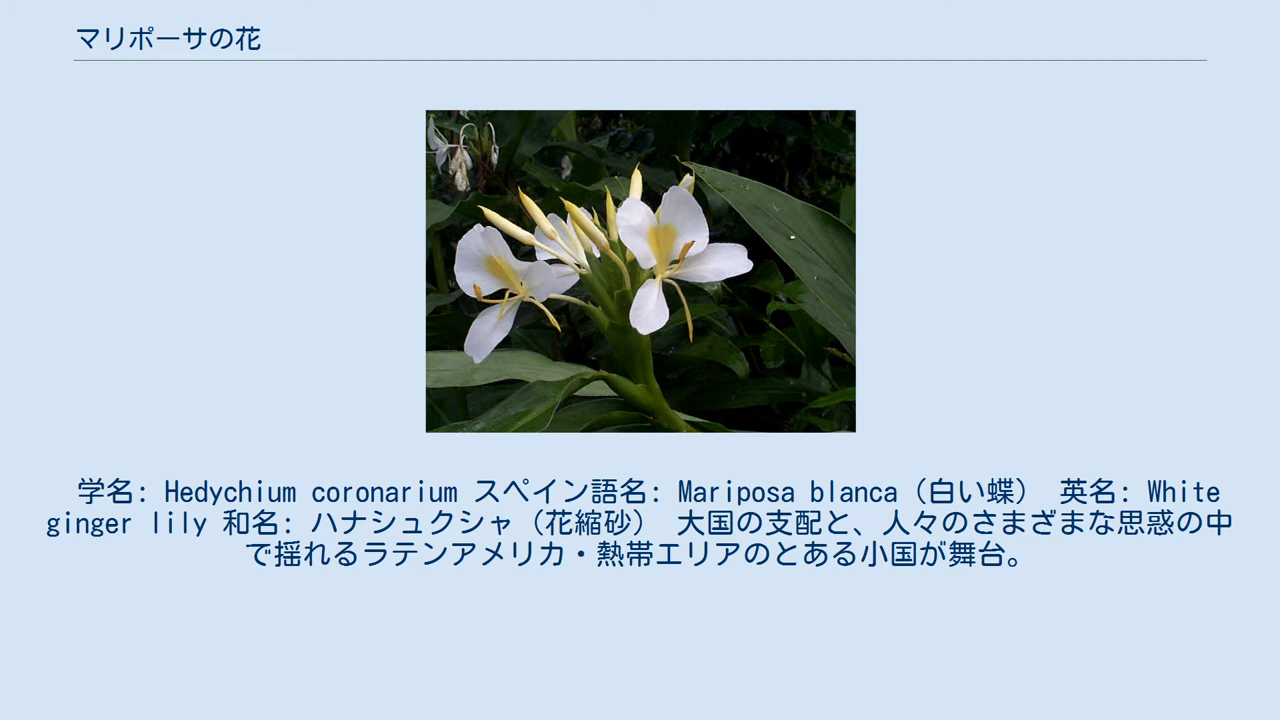 マリポーサの花
学名: Hedychium coronarium スペイン語名: Mariposa blanca（白い蝶） 英名: White
ginger lily 和名: ハナシュクシャ（花縮砂） 大国の支配と、人々のさまざまな思惑の中
で揺れるラテンアメリカ・熱帯エリアのとある小国が舞台。